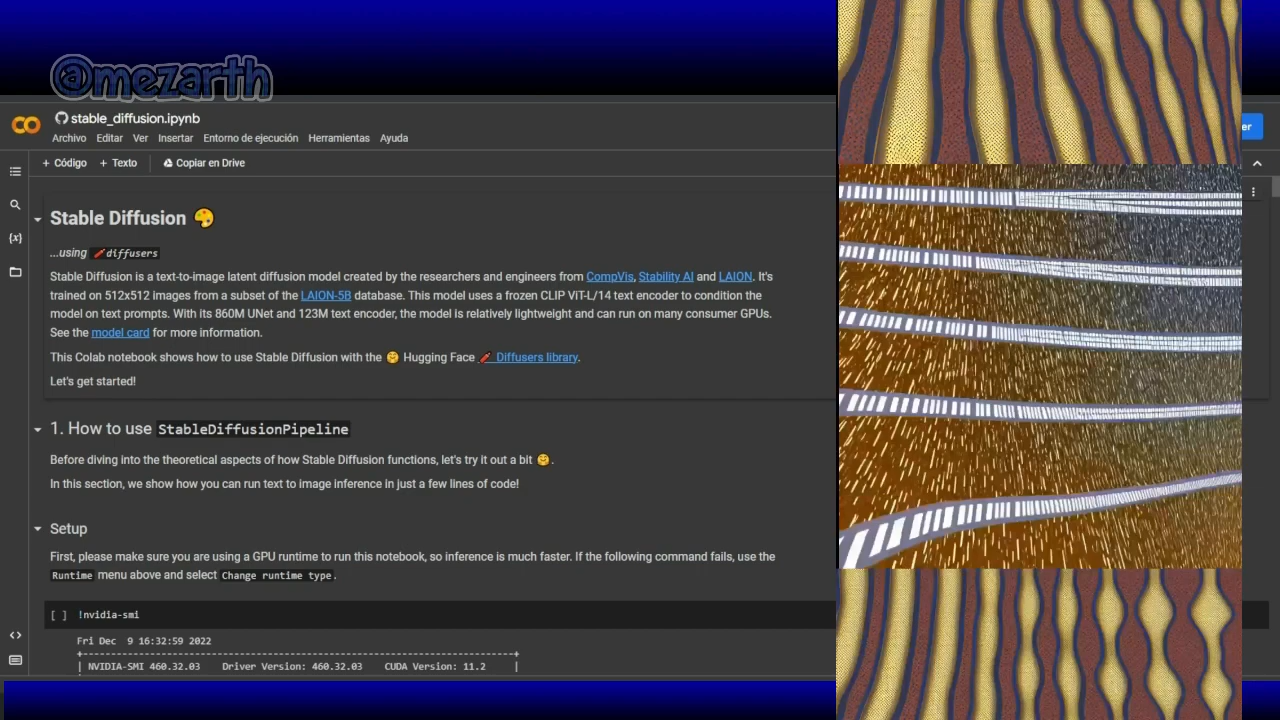 @mezarth
stable_diffusion.ipynb
Archivo Editar Ver Insertar Entorno de ejecución Herramientas Ayuda
er
+ Código + Texto Copiar en Drive
Stable Diffusion 🎨
...using 🧨diffusers
Stable Diffusion is a text-to-image latent diffusion model created by the researchers and engineers from CompVis, Stability AI and LAION. It's
trained on 512x512 images from a subset of the LAION-5B database. This model uses a frozen CLIP ViT-L/14 text encoder to condition the
model on text prompts. With its 860M UNet and 123M text encoder, the model is relatively lightweight and can run on many consumer GPUs.
See the model card for more information.
This Colab notebook shows how to use Stable Diffusion with the 🤗 Hugging Face 🧨 Diffusers library.
Let's get started!
1. How to use StableDiffusionPipeline
Before diving into the theoretical aspects of how Stable Diffusion functions, let's try it out a bit 🤗.
In this section, we show how you can run text to image inference in just a few lines of code!
Setup
First, please make sure you are using a GPU runtime to run this notebook, so inference is much faster. If the following command fails, use the
Runtime menu above and select Change runtime type.
[ ] !nvidia-smi
Fri Dec 9 16:32:59 2022
+-----------------------------------------------------------------------------+
| NVIDIA-SMI 460.32.03 Driver Version: 460.32.03 CUDA Version: 11.2 |